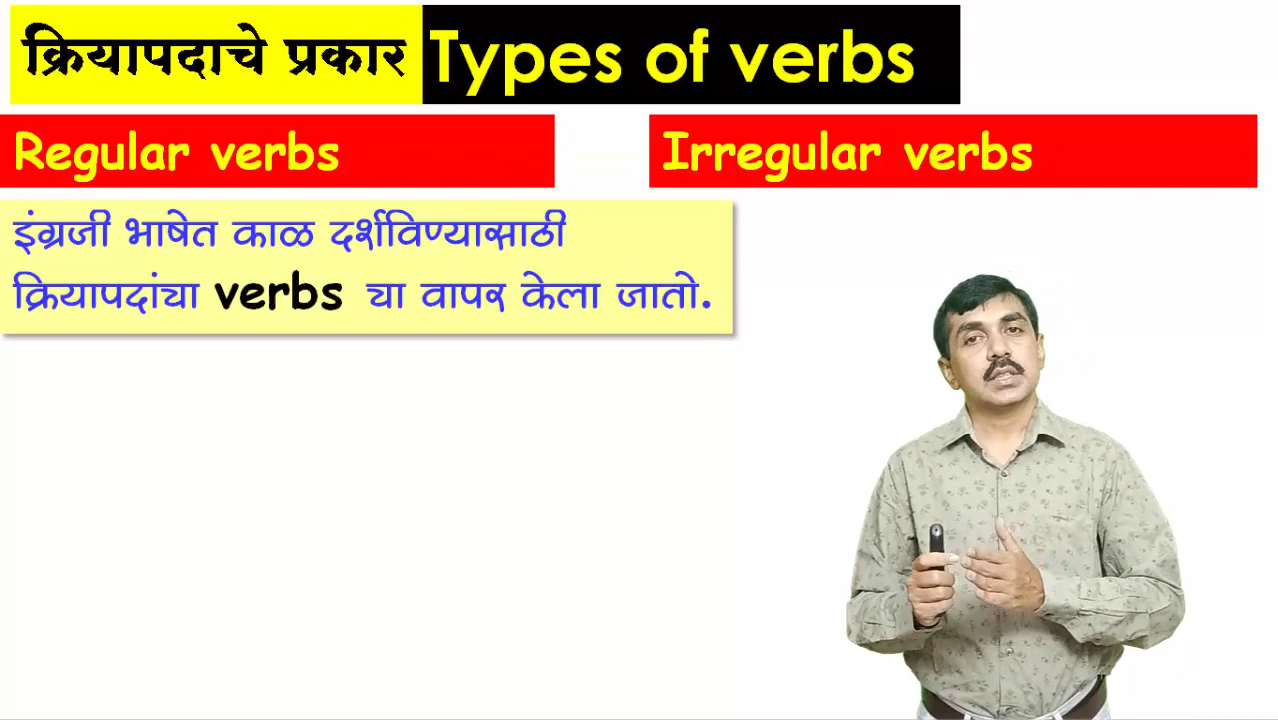 क्रियापदाचे प्रकार Types of verbs
Regular verbs
Irregular verbs
इंग्रजी भाषेत काळ दर्शविण्यासाठी
क्रियापदांचा verbs चा वापर केला जातो.